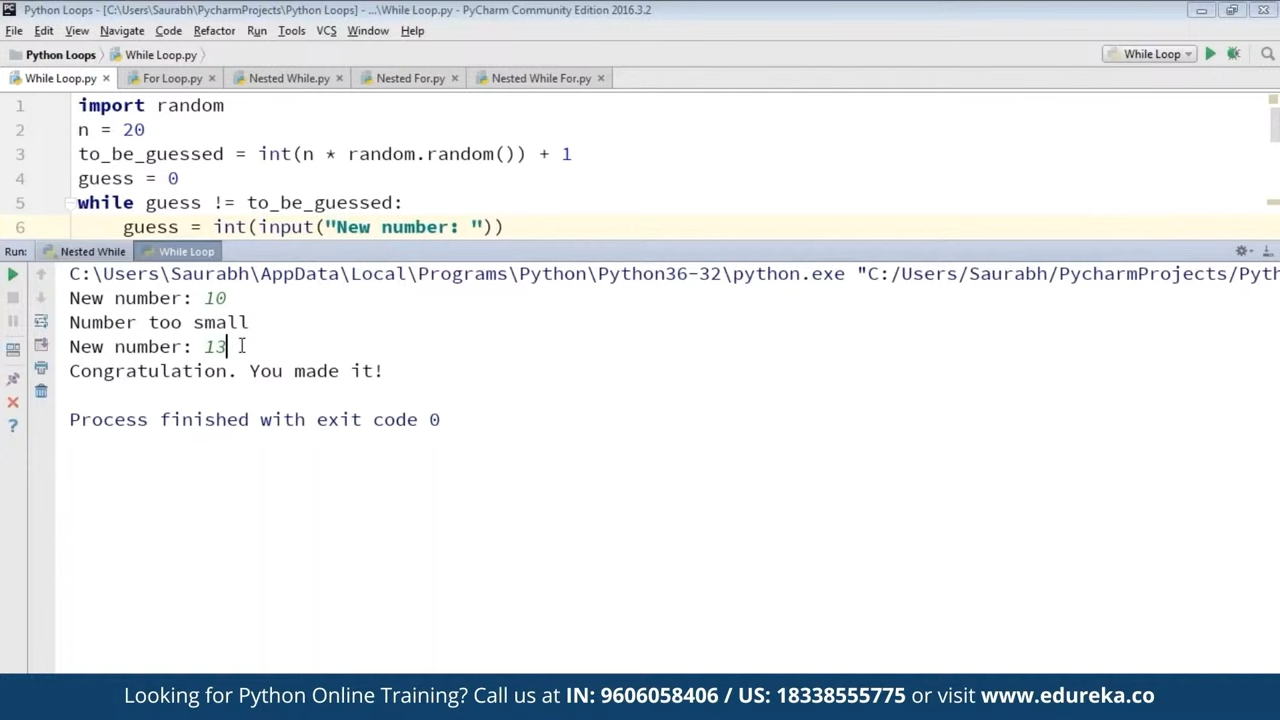 Python Loops - [C:\Users\Saurabh\PycharmProjects\Python Loops] - ...\While Loop.py - PyCharm Community Edition 2016.3.2
File Edit View Navigate Code Refactor Run Tools VCS Window Help
Python Loops While Loop.py While Loop
While Loop.py For Loop.py Nested While.py Nested For.py Nested While For.py
1 import random
2 n = 20
3 to_be_guessed = int(n * random.random()) + 1
4 guess = 0
5 while guess != to_be_guessed:
6 guess = int(input("New number: "))
Run: Nested While While Loop
C:\Users\Saurabh\AppData\Local\Programs\Python\Python36-32\python.exe "C:/Users/Saurabh/PycharmProjects/Pyth
New number: 10
Number too small
New number: 13
Congratulation. You made it!
Process finished with exit code 0
Looking for Python Online Training? Call us at IN: 9606058406 / US: 18338555775 or visit www.edureka.co